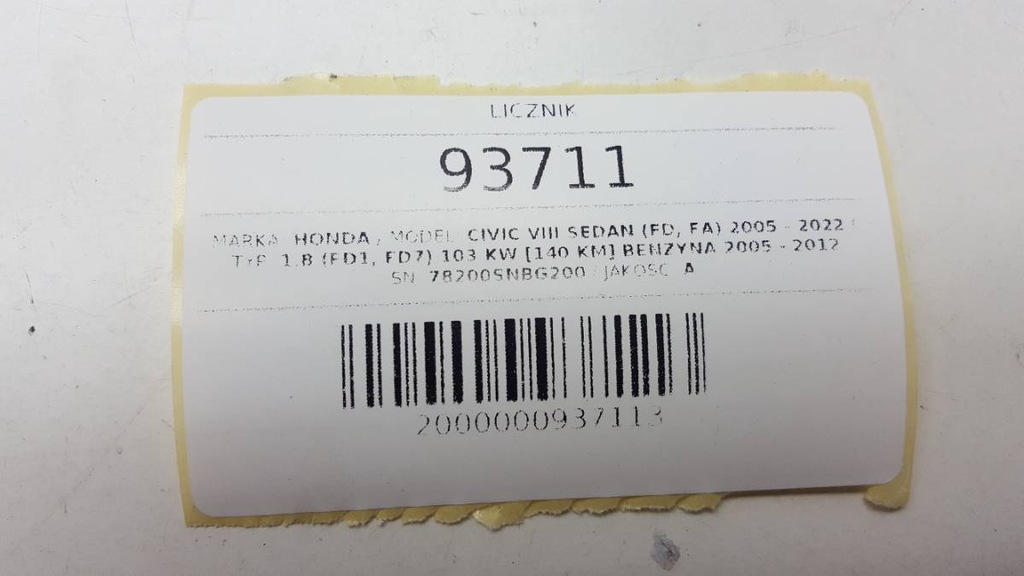 LICZNIK
93711
MARKA: HONDA / MODEL: CIVIC VIII SEDAN (FD, FA) 2005 - 2022 /
TYP: 1.8 (FD1, FD7) 103 KW [140 KM] BENZYNA 2005 - 2012
SN: 78200SNBG200 / JAKOŚĆ: A
2000000937113